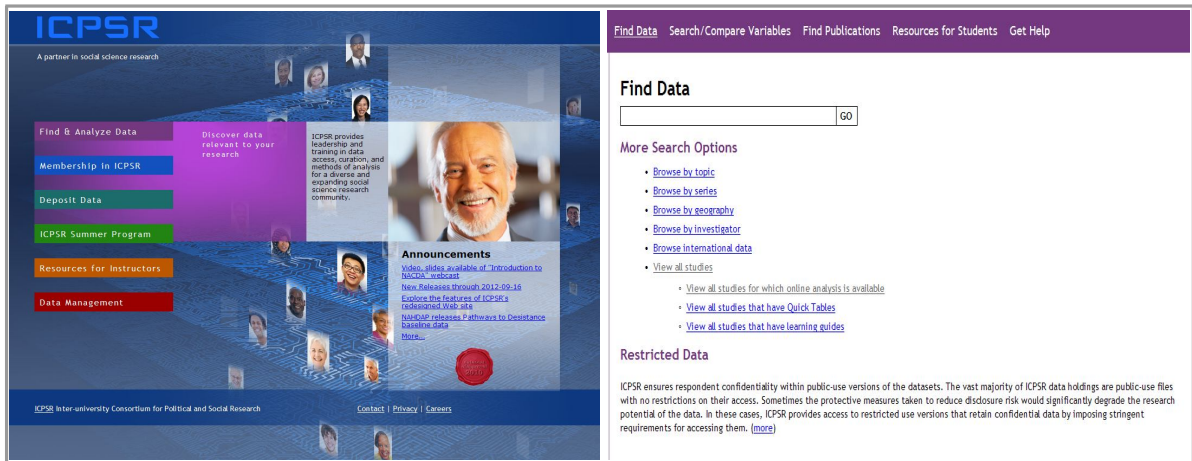 ICPSR
A partner in social science research
Find & Analyze Data
Membership in ICPSR
Deposit Data
ICPSR Summer Program
Resources for Instructors
Data Management
Discover data
relevant to your
research
ICPSR provides
leadership and
training in data
access, curation, and
methods of analysis
for a diverse and
expanding social
science research
community.
Announcements
Video, slides available of "Introduction to
NACDA" webcast
New Releases through 2012-09-16
Explore the features of ICPSR's
redesigned Web site
NAHDAP releases Pathways to Desistance
baseline data
More...
ICPSR Inter-university Consortium for Political and Social Research
Contact | Privacy | Careers
Find Data Search/Compare Variables Find Publications Resources for Students Get Help
Find Data
GO
More Search Options
• Browse by topic
• Browse by series
• Browse by geography
• Browse by investigator
• Browse international data
• View all studies
◦ View all studies for which online analysis is available
◦ View all studies that have Quick Tables
◦ View all studies that have learning guides
Restricted Data
ICPSR ensures respondent confidentiality within public-use versions of the datasets. The vast majority of ICPSR data holdings are public-use files
with no restrictions on their access. Sometimes the protective measures taken to reduce disclosure risk would significantly degrade the research
potential of the data. In these cases, ICPSR provides access to restricted use versions that retain confidential data by imposing stringent
requirements for accessing them. (more)